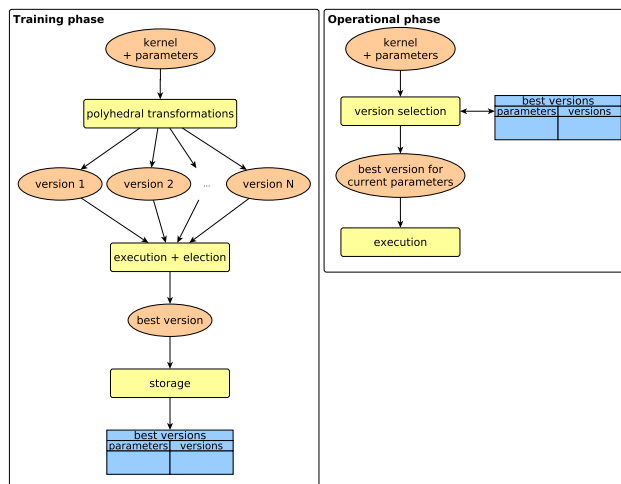 Training phase
kernel
+ parameters
polyhedral transformations
version 1
version 2
...
version N
execution + election
best version
storage
best versions
parameters
versions
Operational phase
kernel
+ parameters
version selection
best versions
parameters
versions
best version for
current parameters
execution